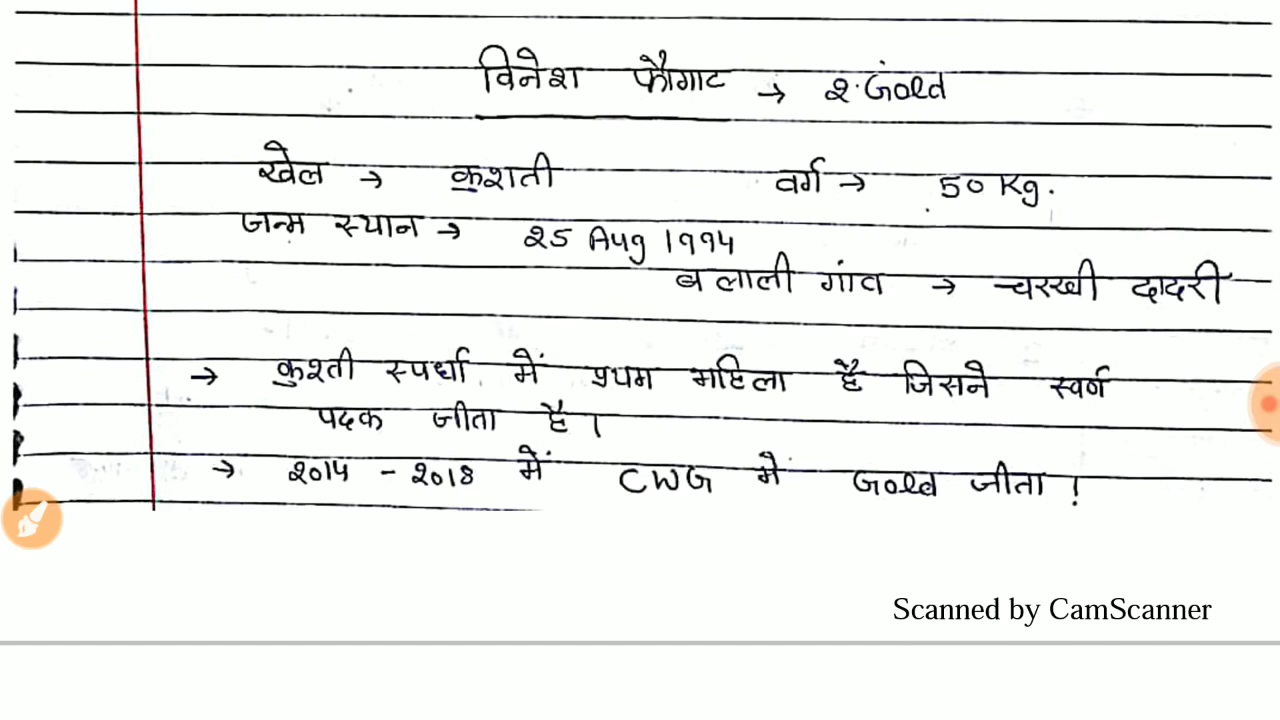 विनेश फौगाट → 2. Gold
खेल → कुशती वर्ग → 50 Kg.
जन्म स्थान → 25 Aug 1994
बलाली गांव → चरखी दादरी
→ कुश्ती स्पर्धा में प्रथम महिला है जिसने स्वर्ण
पदक जीता है।
→ 2014 - 2018 में CWG में Gold जीता।
Scanned by CamScanner